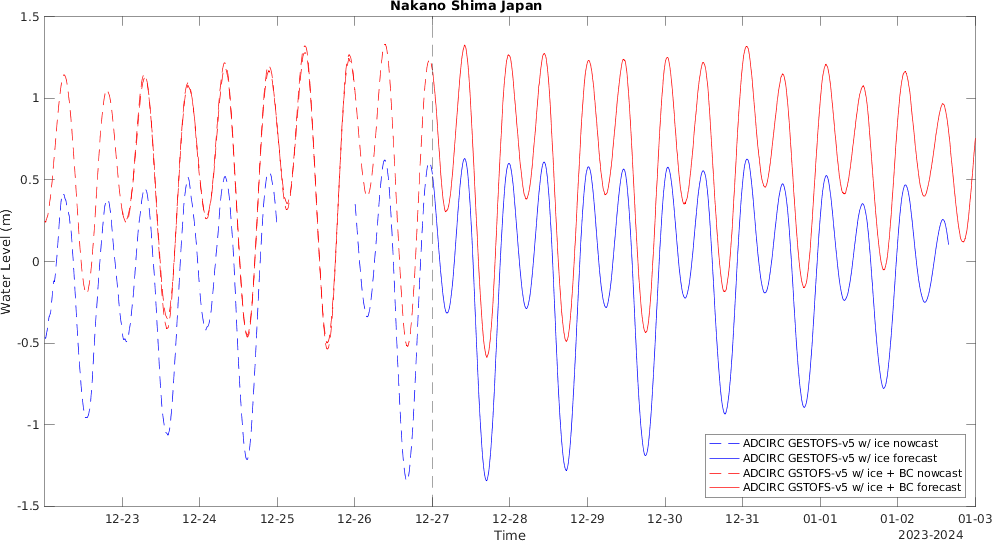 Nakano Shima Japan
1.5
1
0.5
0
-0.5
-1
-1.5
Water Level (m)
12-23 12-24 12-25 12-26 12-27 12-28 12-29 12-30 12-31 01-01 01-02 01-03
Time
2023-2024
ADCIRC GESTOFS-v5 w/ ice nowcast
ADCIRC GESTOFS-v5 w/ ice forecast
ADCIRC GSTOFS-v5 w/ ice + BC nowcast
ADCIRC GSTOFS-v5 w/ ice + BC forecast